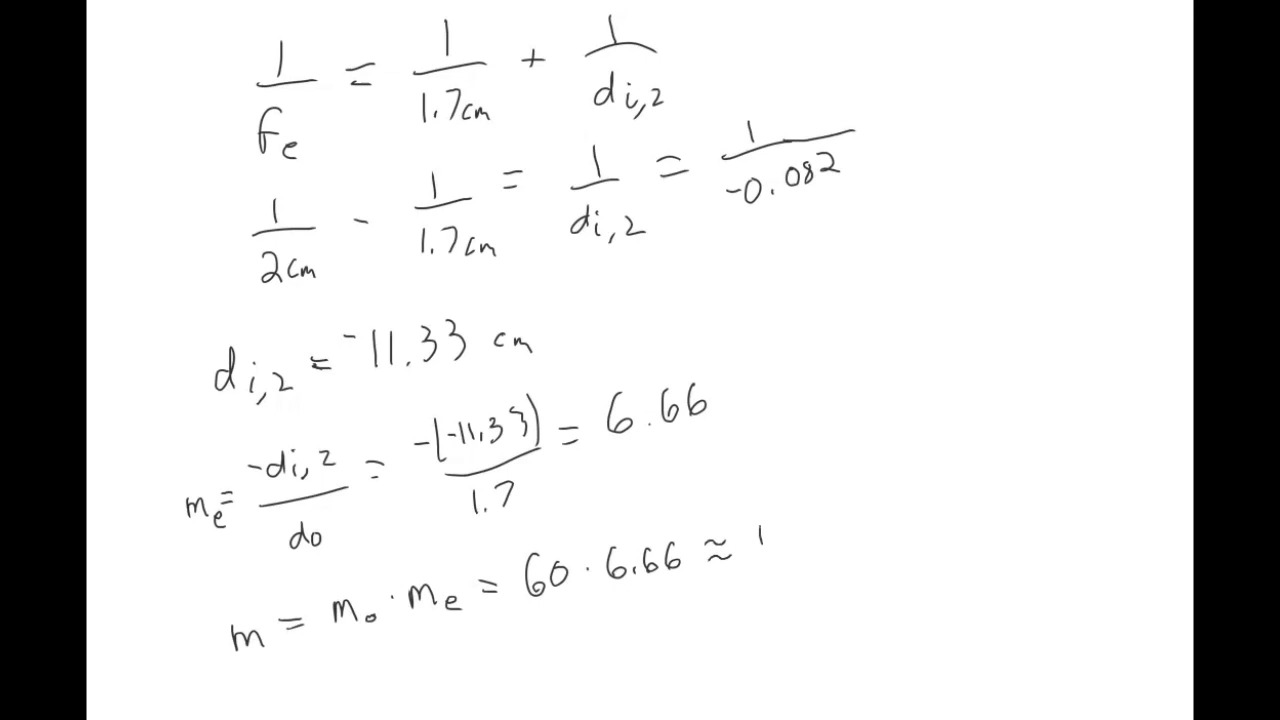 1/fe = 1/1.7cm + 1/di,2
1/2cm - 1/1.7cm = 1/di,2 = 1/-0.082
di,2 = -11.33 cm
me = -di,2/do = -(-11.33)/1.7 = 6.66
m = mo · me = 60 · 6.66 ≈ 1